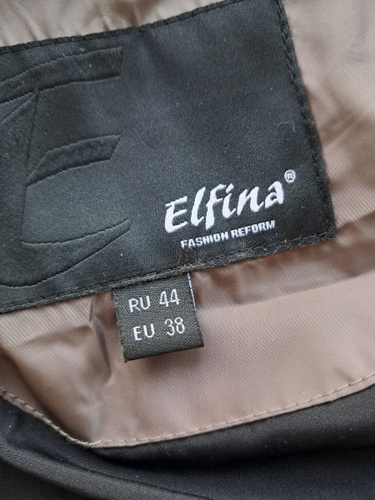 Elfina®
FASHION REFORM
RU 44
EU 38